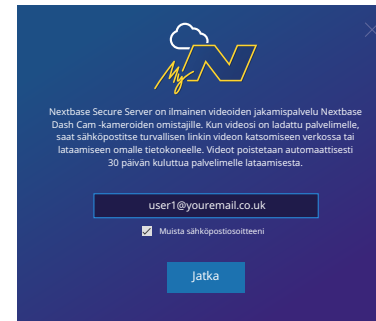 My N
Nextbase Secure Server on ilmainen videoiden jakamispalvelu Nextbase
Dash Cam -kameroiden omistajille. Kun videosi on ladattu palvelimelle,
saat sähköpostitse turvallisen linkin videon katsomiseen verkossa tai
lataamiseen omalle tietokoneelle. Videot poistetaan automaattisesti
30 päivän kuluttua palvelimelle lataamisesta.
user1@youremail.co.uk
Muista sähköpostiosoitteeni
Jatka